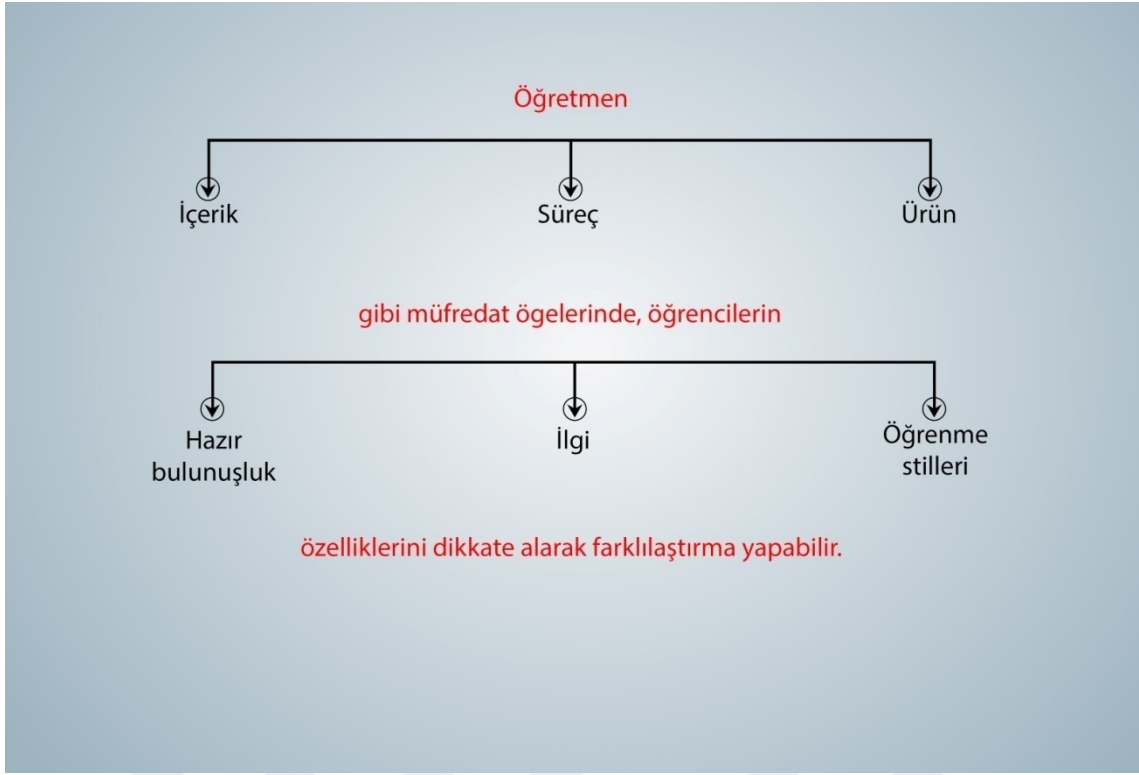 Öğretmen
İçerik Süreç Ürün
gibi müfredat ögelerinde, öğrencilerin
Hazır bulunuşluk İlgi Öğrenme stilleri
özelliklerini dikkate alarak farklılaştırma yapabilir.